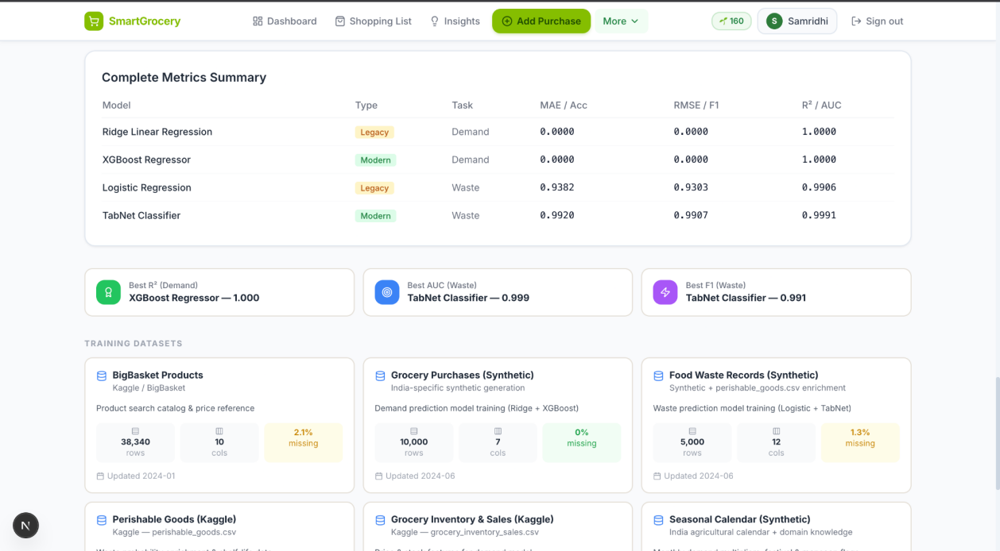 SmartGrocery Dashboard Shopping List Insights Add Purchase More 160 S Samridhi Sign out
Complete Metrics Summary
Model Type Task MAE / Acc RMSE / F1 R² / AUC
Ridge Linear Regression Legacy Demand 0.0000 0.0000 1.0000
XGBoost Regressor Modern Demand 0.0000 0.0000 1.0000
Logistic Regression Legacy Waste 0.9382 0.9303 0.9906
TabNet Classifier Modern Waste 0.9920 0.9907 0.9991
Best R² (Demand)
XGBoost Regressor — 1.000
Best AUC (Waste)
TabNet Classifier — 0.999
Best F1 (Waste)
TabNet Classifier — 0.991
TRAINING DATASETS
BigBasket Products
Kaggle / BigBasket
Product search catalog & price reference
38,340 10 2.1%
rows cols missing
Updated 2024-01
Grocery Purchases (Synthetic)
India-specific synthetic generation
Demand prediction model training (Ridge + XGBoost)
10,000 7 0%
rows cols missing
Updated 2024-06
Food Waste Records (Synthetic)
Synthetic + perishable_goods.csv enrichment
Waste prediction model training (Logistic + TabNet)
5,000 12 1.3%
rows cols missing
Updated 2024-06
Perishable Goods (Kaggle)
Kaggle — perishable_goods.csv
Grocery Inventory & Sales (Kaggle)
Kaggle — grocery_inventory_sales.csv
Seasonal Calendar (Synthetic)
India agricultural calendar + domain knowledge
N